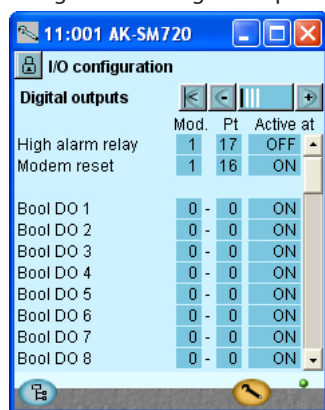 11:001 AK-SM720
I/O configuration
Digital outputs
Mod. Pt Active at
High alarm relay 1 17 OFF
Modem reset 1 16 ON
Bool DO 1 0 - 0 ON
Bool DO 2 0 - 0 ON
Bool DO 3 0 - 0 ON
Bool DO 4 0 - 0 ON
Bool DO 5 0 - 0 ON
Bool DO 6 0 - 0 ON
Bool DO 7 0 - 0 ON
Bool DO 8 0 - 0 ON